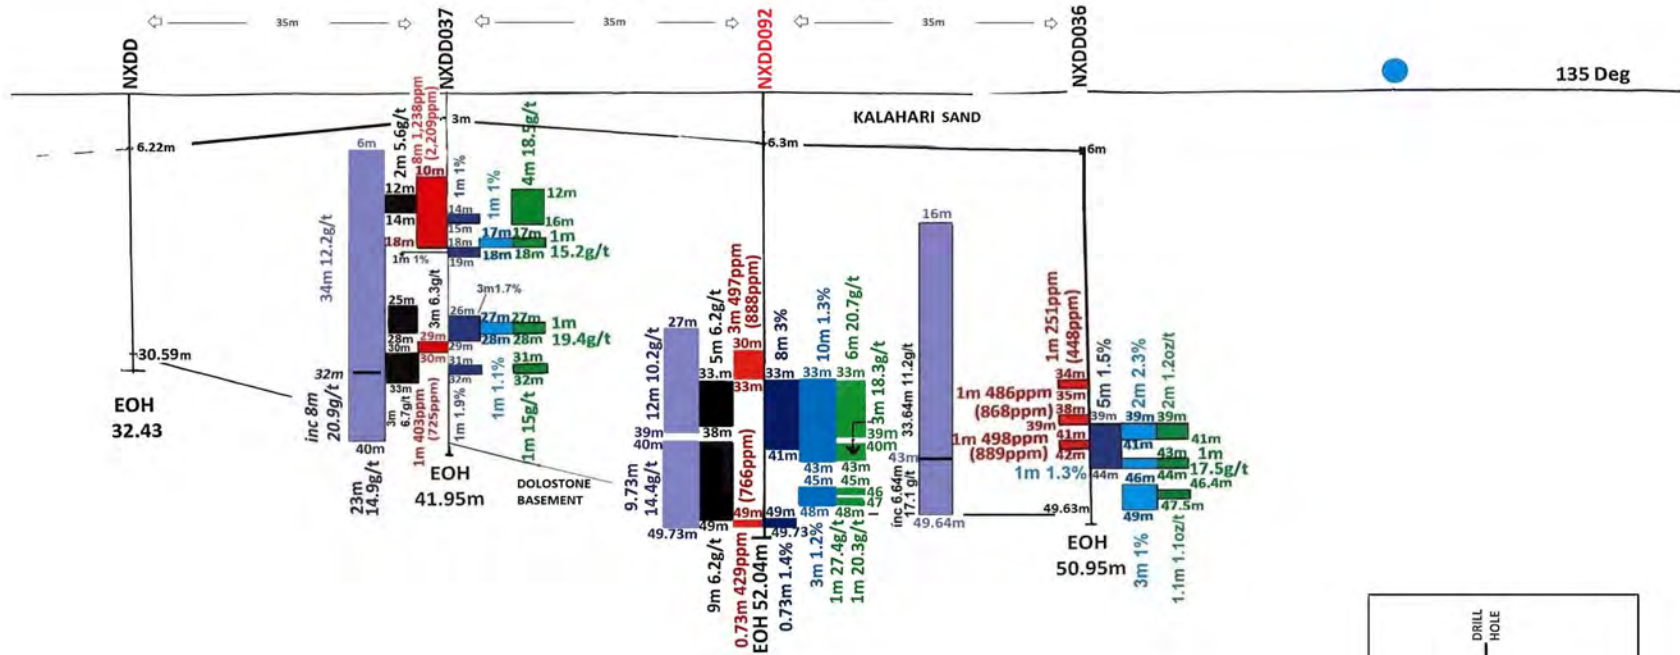 35m
35m
35m
NXDD
NXDD037
NXDD092
NXDD036
135 Deg
KALAHARI SAND
6.22m
30.59m
EOH
32.43
3m
6m
34m 12.2g/t
32m
inc 8m
20.9g/t
40m
23m
14.9g/t
2m 5.6g/t
12m
14m
8m 1,238ppm
(2,209ppm)
10m
18m
1m 1%
1m 1%
14m
15m
18m
19m
1m 1%
17m
18m
4m 18.5g/t
12m
16m
17m
18m
1m
15.2g/t
25m
28m
3m 6.3g/t
30m
33m
3m
6.7g/t
29m
30m
1m 403ppm
(725ppm)
3m1.7%
26m
29m
31m
32m
1m 1.9%
27m
28m
1m 1.1%
27m
28m
1m
19.4g/t
31m
32m
1m 15g/t
EOH
41.95m
DOLOSTONE
BASEMENT
6.3m
27m
12m 10.2g/t
39m
40m
9.73m
14.4g/t
49.73m
5m 6.2g/t
33.m
38m
49m
9m 6.2g/t
3m 497ppm
(888ppm)
30m
33m
(766ppm)
49m
0.73m 429ppm
EOH 52.04m
8m 3%
33m
41m
49m
49.73
0.73m 1.4%
10m 1.3%
33m
43m
45m
48m
3m 1.2%
6m 20.7g/t
33m
39m
40m
3m 18.3g/t
43m
45m
46
47
48m
1m 27.4g/t
1m 20.3g/t
6m
16m
33.64m 11.2g/t
43m
inc 6.64m
17.1 g/t
49.64m
1m 251ppm
(448ppm)
34m
35m
1m 486ppm
(868ppm)
38m
39m
1m 498ppm
(889ppm)
41m
42m
5m 1.5%
39m
44m
2m 2.3%
39m
41m
1m 1.3%
2m 1.2oz/t
39m
41m
43m
44m
1m
17.5g/t
46m
49m
3m 1%
46.4m
47.5m
1.1m 1.1oz/t
49.63m
EOH
50.95m
DRILL
HOLE